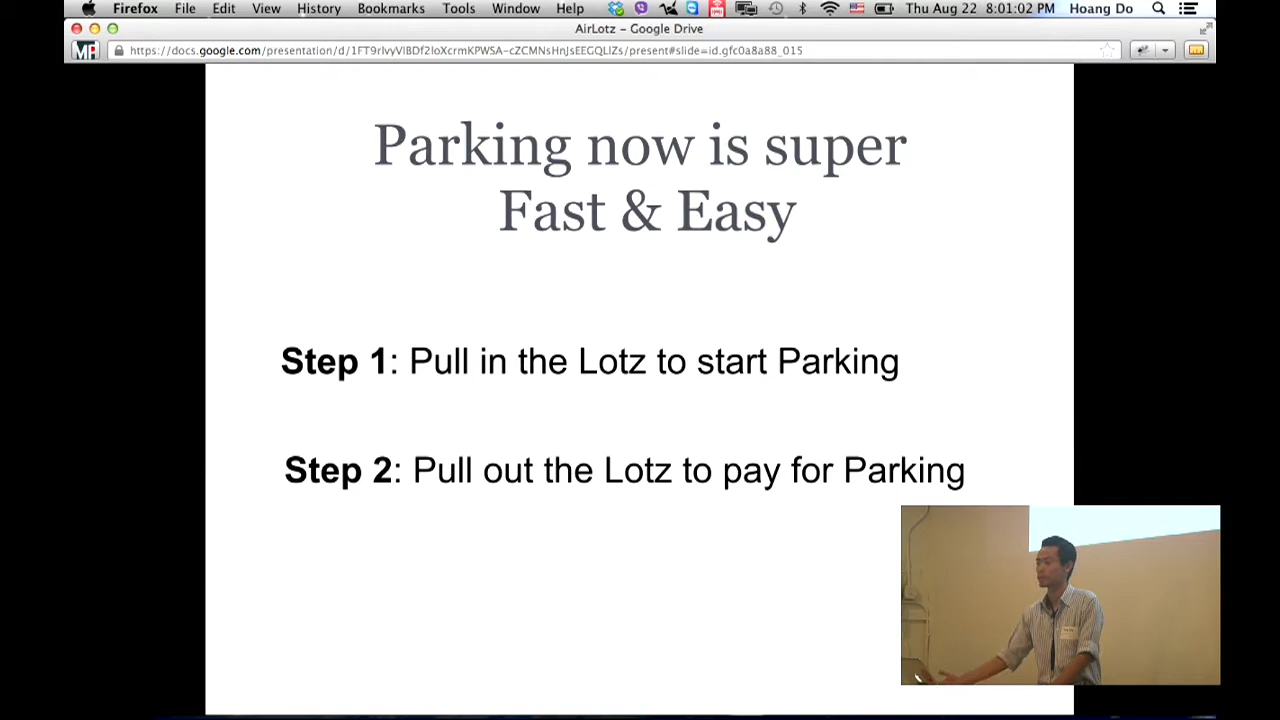 Firefox File Edit View History Bookmarks Tools Window Help Thu Aug 22 8:01:02 PM Hoang Do
AirLotz – Google Drive
Parking now is super
Fast & Easy
Step 1: Pull in the Lotz to start Parking
Step 2: Pull out the Lotz to pay for Parking